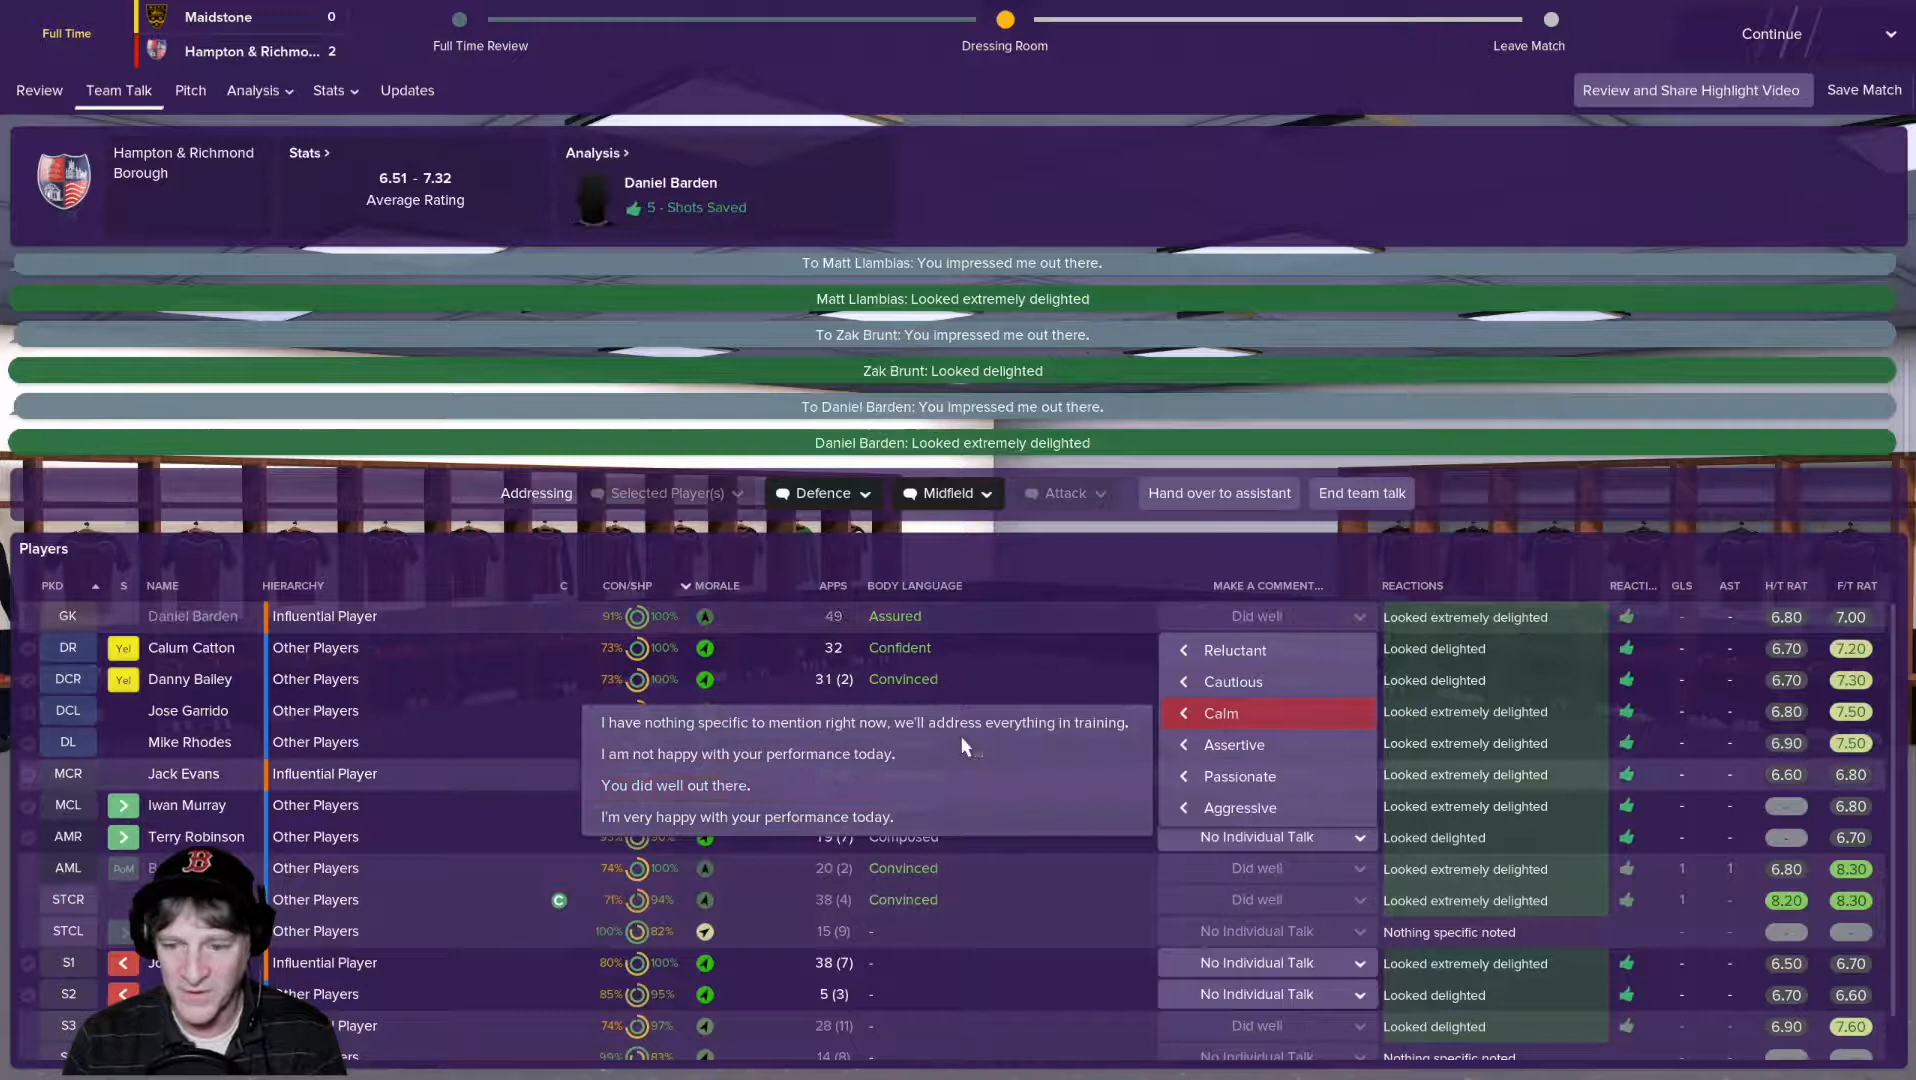 Full Time
Maidstone 0
Hampton & Richmo... 2
Full Time Review
Dressing Room
Leave Match
Continue
Review
Team Talk
Pitch
Analysis
Stats
Updates
Review and Share Highlight Video
Save Match
Hampton & Richmond
Borough
Stats >
6.51 - 7.32
Average Rating
Analysis >
Daniel Barden
5 - Shots Saved
To Matt Llambias: You impressed me out there.
Matt Llambias: Looked extremely delighted
To Zak Brunt: You impressed me out there.
Zak Brunt: Looked delighted
To Daniel Barden: You impressed me out there.
Daniel Barden: Looked extremely delighted
Addressing
Selected Player(s)
Defence
Midfield
Attack
Hand over to assistant
End team talk
Players
PKD S NAME HIERARCHY C CON/SHP MORALE APPS BODY LANGUAGE MAKE A COMMENT... REACTIONS REACTI... GLS AST H/T RAT F/T RAT
GK Daniel Barden Influential Player 91% 100% 49 Assured Did well Looked extremely delighted - - 6.80 7.00
DR Yel Calum Catton Other Players 73% 100% 32 Confident Reluctant Looked delighted - - 6.70 7.20
DCR Yel Danny Bailey Other Players 73% 100% 31 (2) Convinced Cautious Looked delighted - - 6.70 7.30
DCL Jose Garrido Other Players Calm Looked extremely delighted - - 6.80 7.50
I have nothing specific to mention right now, we'll address everything in training.
DL Mike Rhodes Other Players Assertive Looked extremely delighted - - 6.90 7.50
I am not happy with your performance today.
MCR Jack Evans Influential Player Passionate Looked extremely delighted - - 6.60 6.80
You did well out there.
MCL Iwan Murray Other Players Aggressive Looked extremely delighted - - - 6.80
I'm very happy with your performance today.
AMR Terry Robinson Other Players 19 (7) Composed No Individual Talk Looked delighted - - - 6.70
AML PoM Other Players 74% 100% 20 (2) Convinced Did well Looked extremely delighted 1 1 6.80 8.30
STCR Other Players C 71% 94% 38 (4) Convinced Did well Looked extremely delighted 1 - 8.20 8.30
STCL Other Players 100% 82% 15 (9) - No Individual Talk Nothing specific noted - - - -
S1 Influential Player 80% 100% 38 (7) - No Individual Talk Looked extremely delighted - - 6.50 6.70
S2 Other Players 85% 95% 5 (3) - No Individual Talk Looked delighted - - 6.70 6.60
S3 Player 74% 97% 28 (11) - Did well Looked delighted - - 6.90 7.60
Other Players 99% 83% 14 (8) - No Individual Talk Nothing specific noted